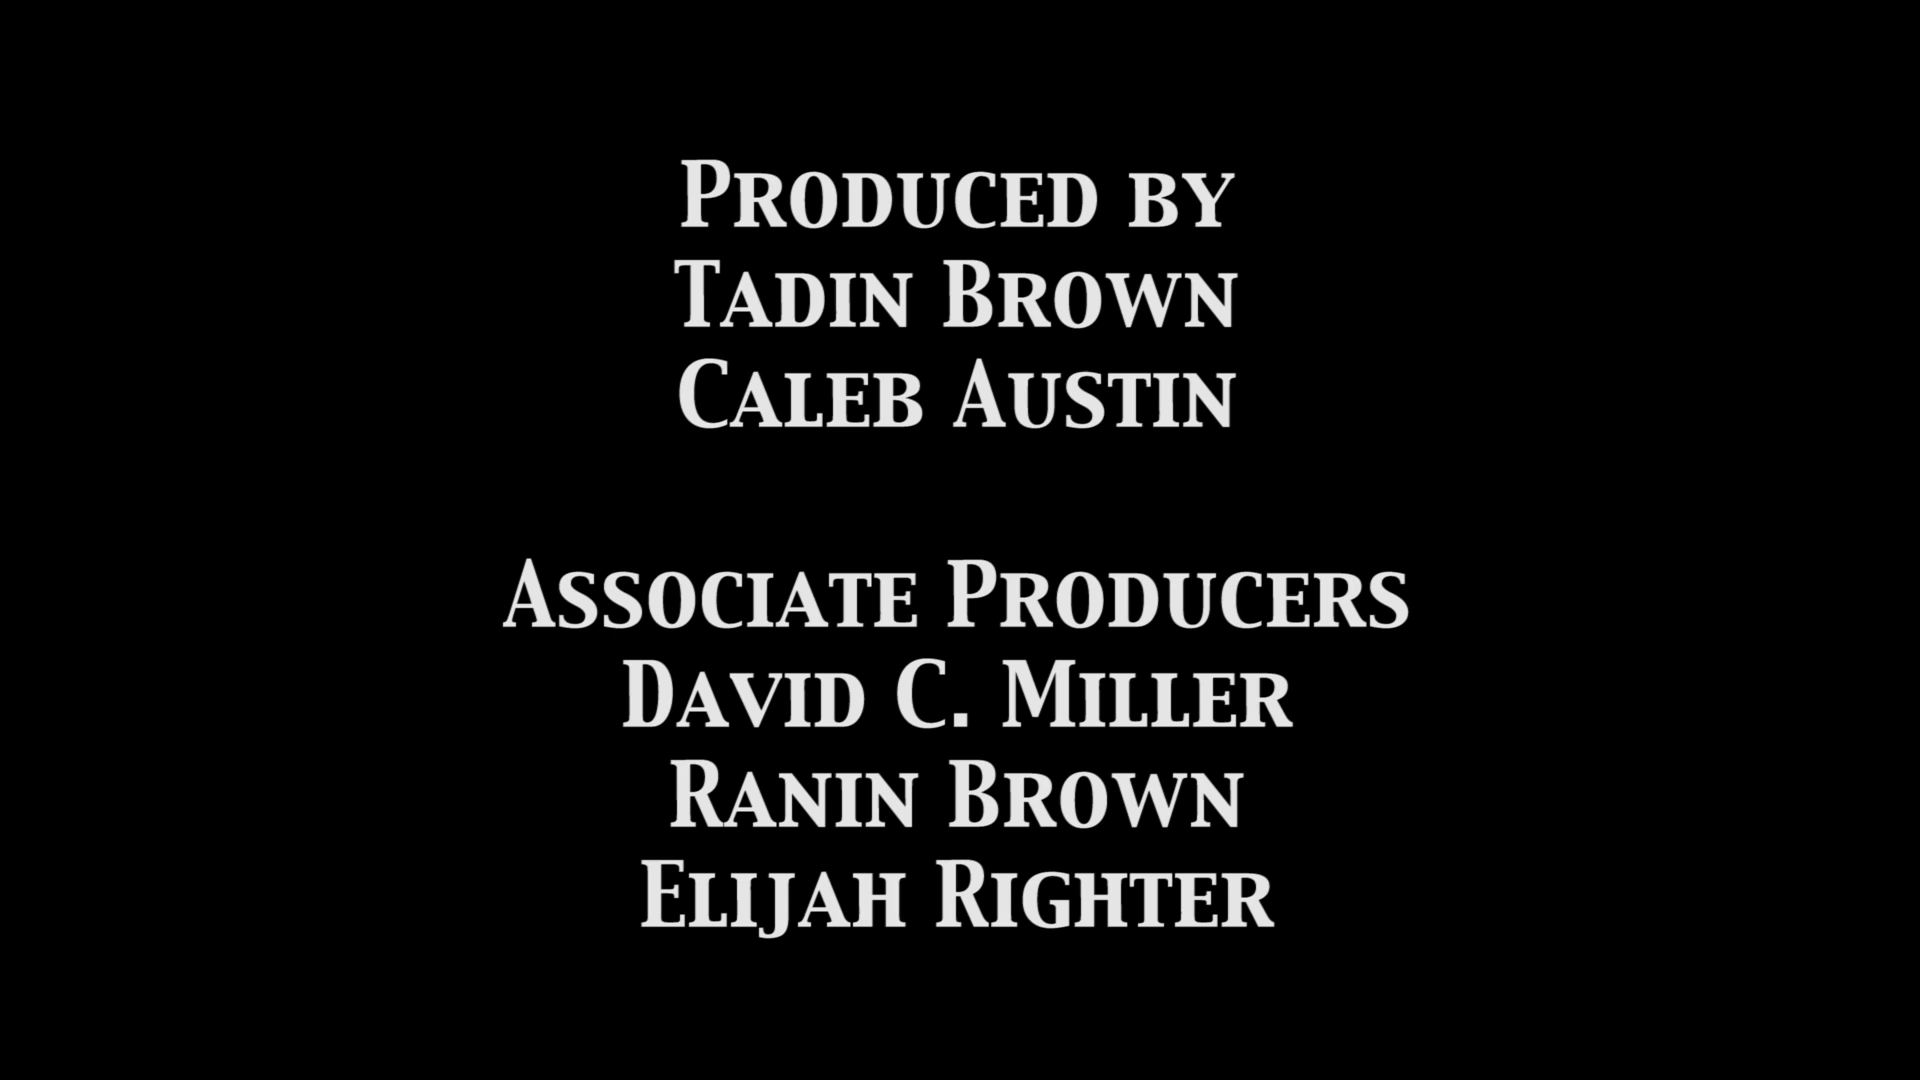 Produced by
Tadin Brown
Caleb Austin
Associate Producers
David C. Miller
Ranin Brown
Elijah Righter